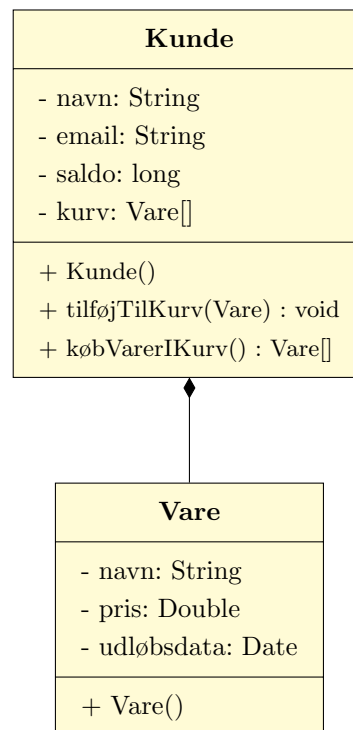 Kunde
- navn: String
- email: String
- saldo: long
- kurv: Vare[]
+ Kunde()
+ tilføjTilKurv(Vare) : void
+ købVarerIKurv() : Vare[]
Vare
- navn: String
- pris: Double
- udløbsdata: Date
+ Vare()